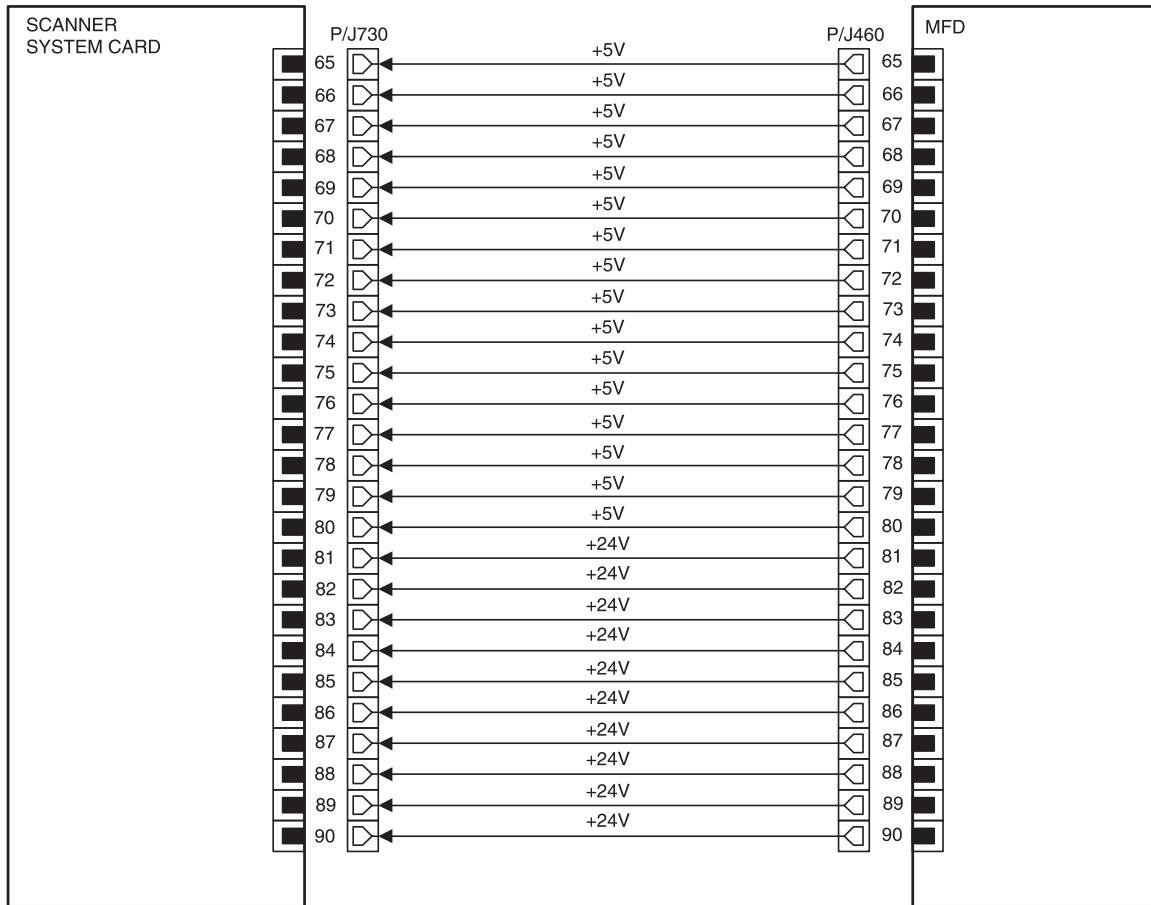 SCANNER
SYSTEM CARD
P/J730
P/J460
MFD
65 +5V 65
66 +5V 66
67 +5V 67
68 +5V 68
69 +5V 69
70 +5V 70
71 +5V 71
72 +5V 72
73 +5V 73
74 +5V 74
75 +5V 75
76 +5V 76
77 +5V 77
78 +5V 78
79 +5V 79
80 +5V 80
81 +24V 81
82 +24V 82
83 +24V 83
84 +24V 84
85 +24V 85
86 +24V 86
87 +24V 87
88 +24V 88
89 +24V 89
90 +24V 90